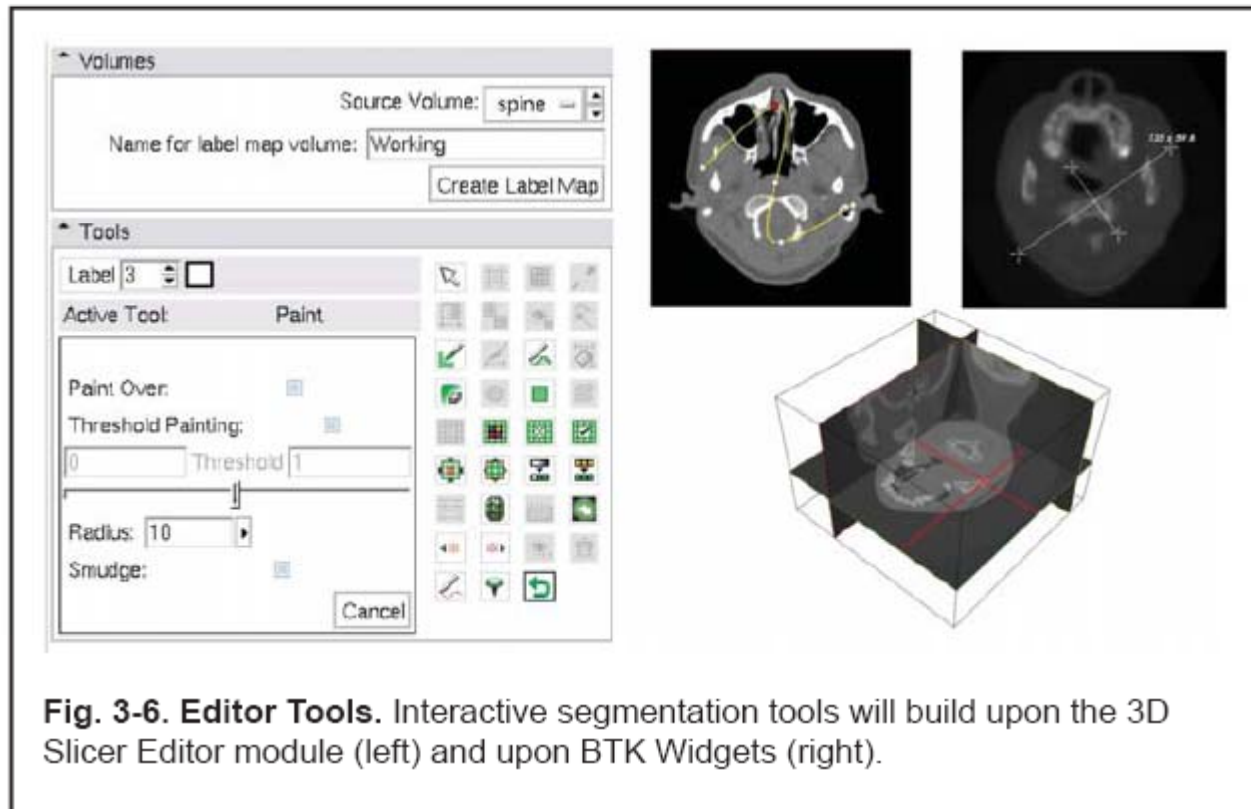 Volumes
Source Volume: spine
Name for label map volume: Working
Create Label Map
Tools
Label 3
Active Tool: Paint
Paint Over:
Threshold Painting:
0 Threshold 1
Radius: 10
Smudge:
Cancel
Fig. 3-6. Editor Tools. Interactive segmentation tools will build upon the 3D
Slicer Editor module (left) and upon BTK Widgets (right).